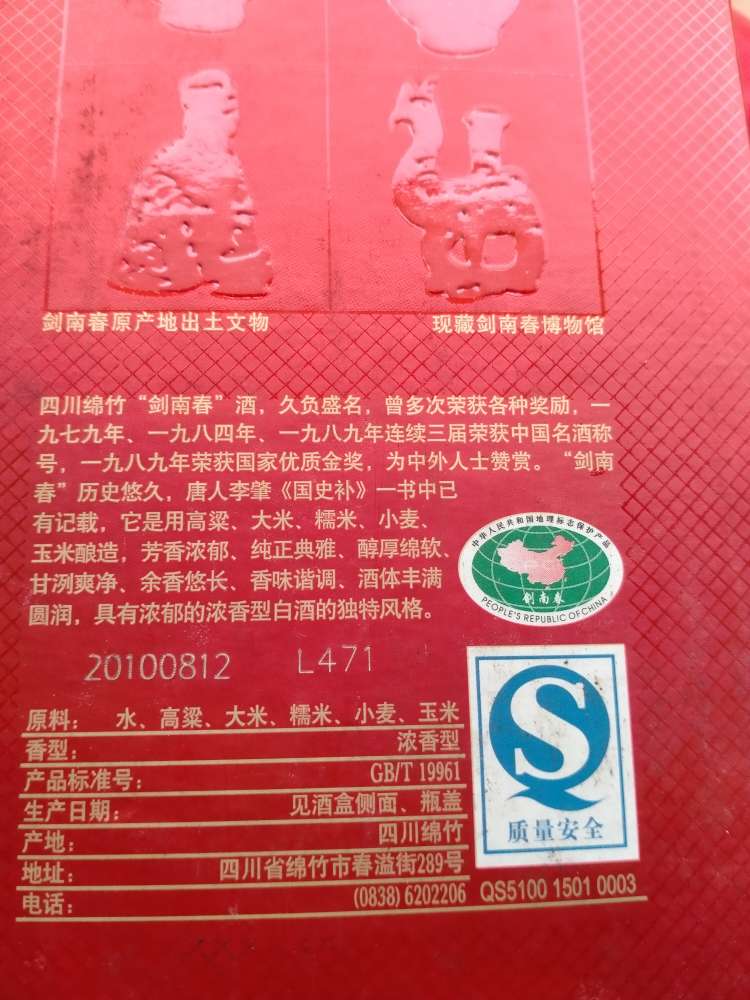 剑南春原产地出土文物
现藏剑南春博物馆
四川绵竹“剑南春”酒，久负盛名，曾多次荣获各种奖励，一
九七九年、一九八四年、一九八九年连续三届荣获中国名酒称
号，一九八九年荣获国家优质金奖，为中外人士赞赏。“剑南
春”历史悠久，唐人李肇《国史补》一书中已
有记载，它是用高粱、大米、糯米、小麦、
玉米酿造，芳香浓郁、纯正典雅、醇厚绵软、
甘洌爽净、余香悠长、香味谐调、酒体丰满
圆润，具有浓郁的浓香型白酒的独特风格。
中华人民共和国地理标志保护产品
剑南春
PEOPLE'S REPUBLIC OF CHINA
20100812 L471
原料： 水、高粱、大米、糯米、小麦、玉米
香型： 浓香型
产品标准号： GB/T 19961
生产日期： 见酒盒侧面、瓶盖
产地： 四川绵竹
地址： 四川省绵竹市春溢街289号
电话： (0838) 6202206
S
质量安全
QS5100 1501 0003